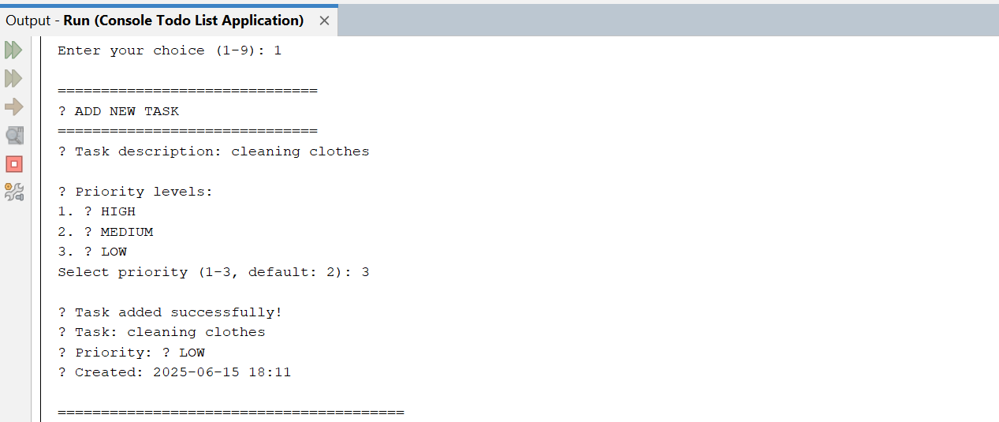 Output - Run (Console Todo List Application)
Enter your choice (1-9): 1
==============================
? ADD NEW TASK
==============================
? Task description: cleaning clothes
? Priority levels:
1. ? HIGH
2. ? MEDIUM
3. ? LOW
Select priority (1-3, default: 2): 3
? Task added successfully!
? Task: cleaning clothes
? Priority: ? LOW
? Created: 2025-06-15 18:11
========================================